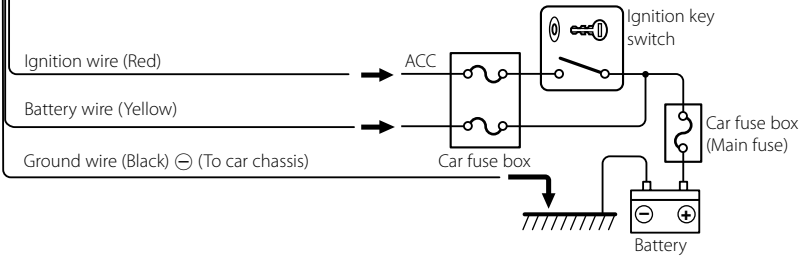 Ignition key
switch
Ignition wire (Red)
ACC
Battery wire (Yellow)
Car fuse box
(Main fuse)
Ground wire (Black) ⊖ (To car chassis)
Car fuse box
⊖ ⊕
Battery